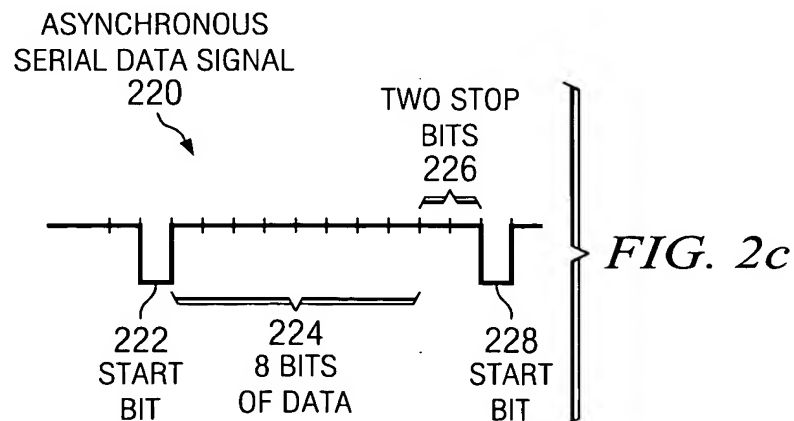 ASYNCHRONOUS
SERIAL DATA SIGNAL
220
TWO STOP
BITS
226
FIG. 2c
222
START
BIT
224
8 BITS
OF DATA
228
START
BIT